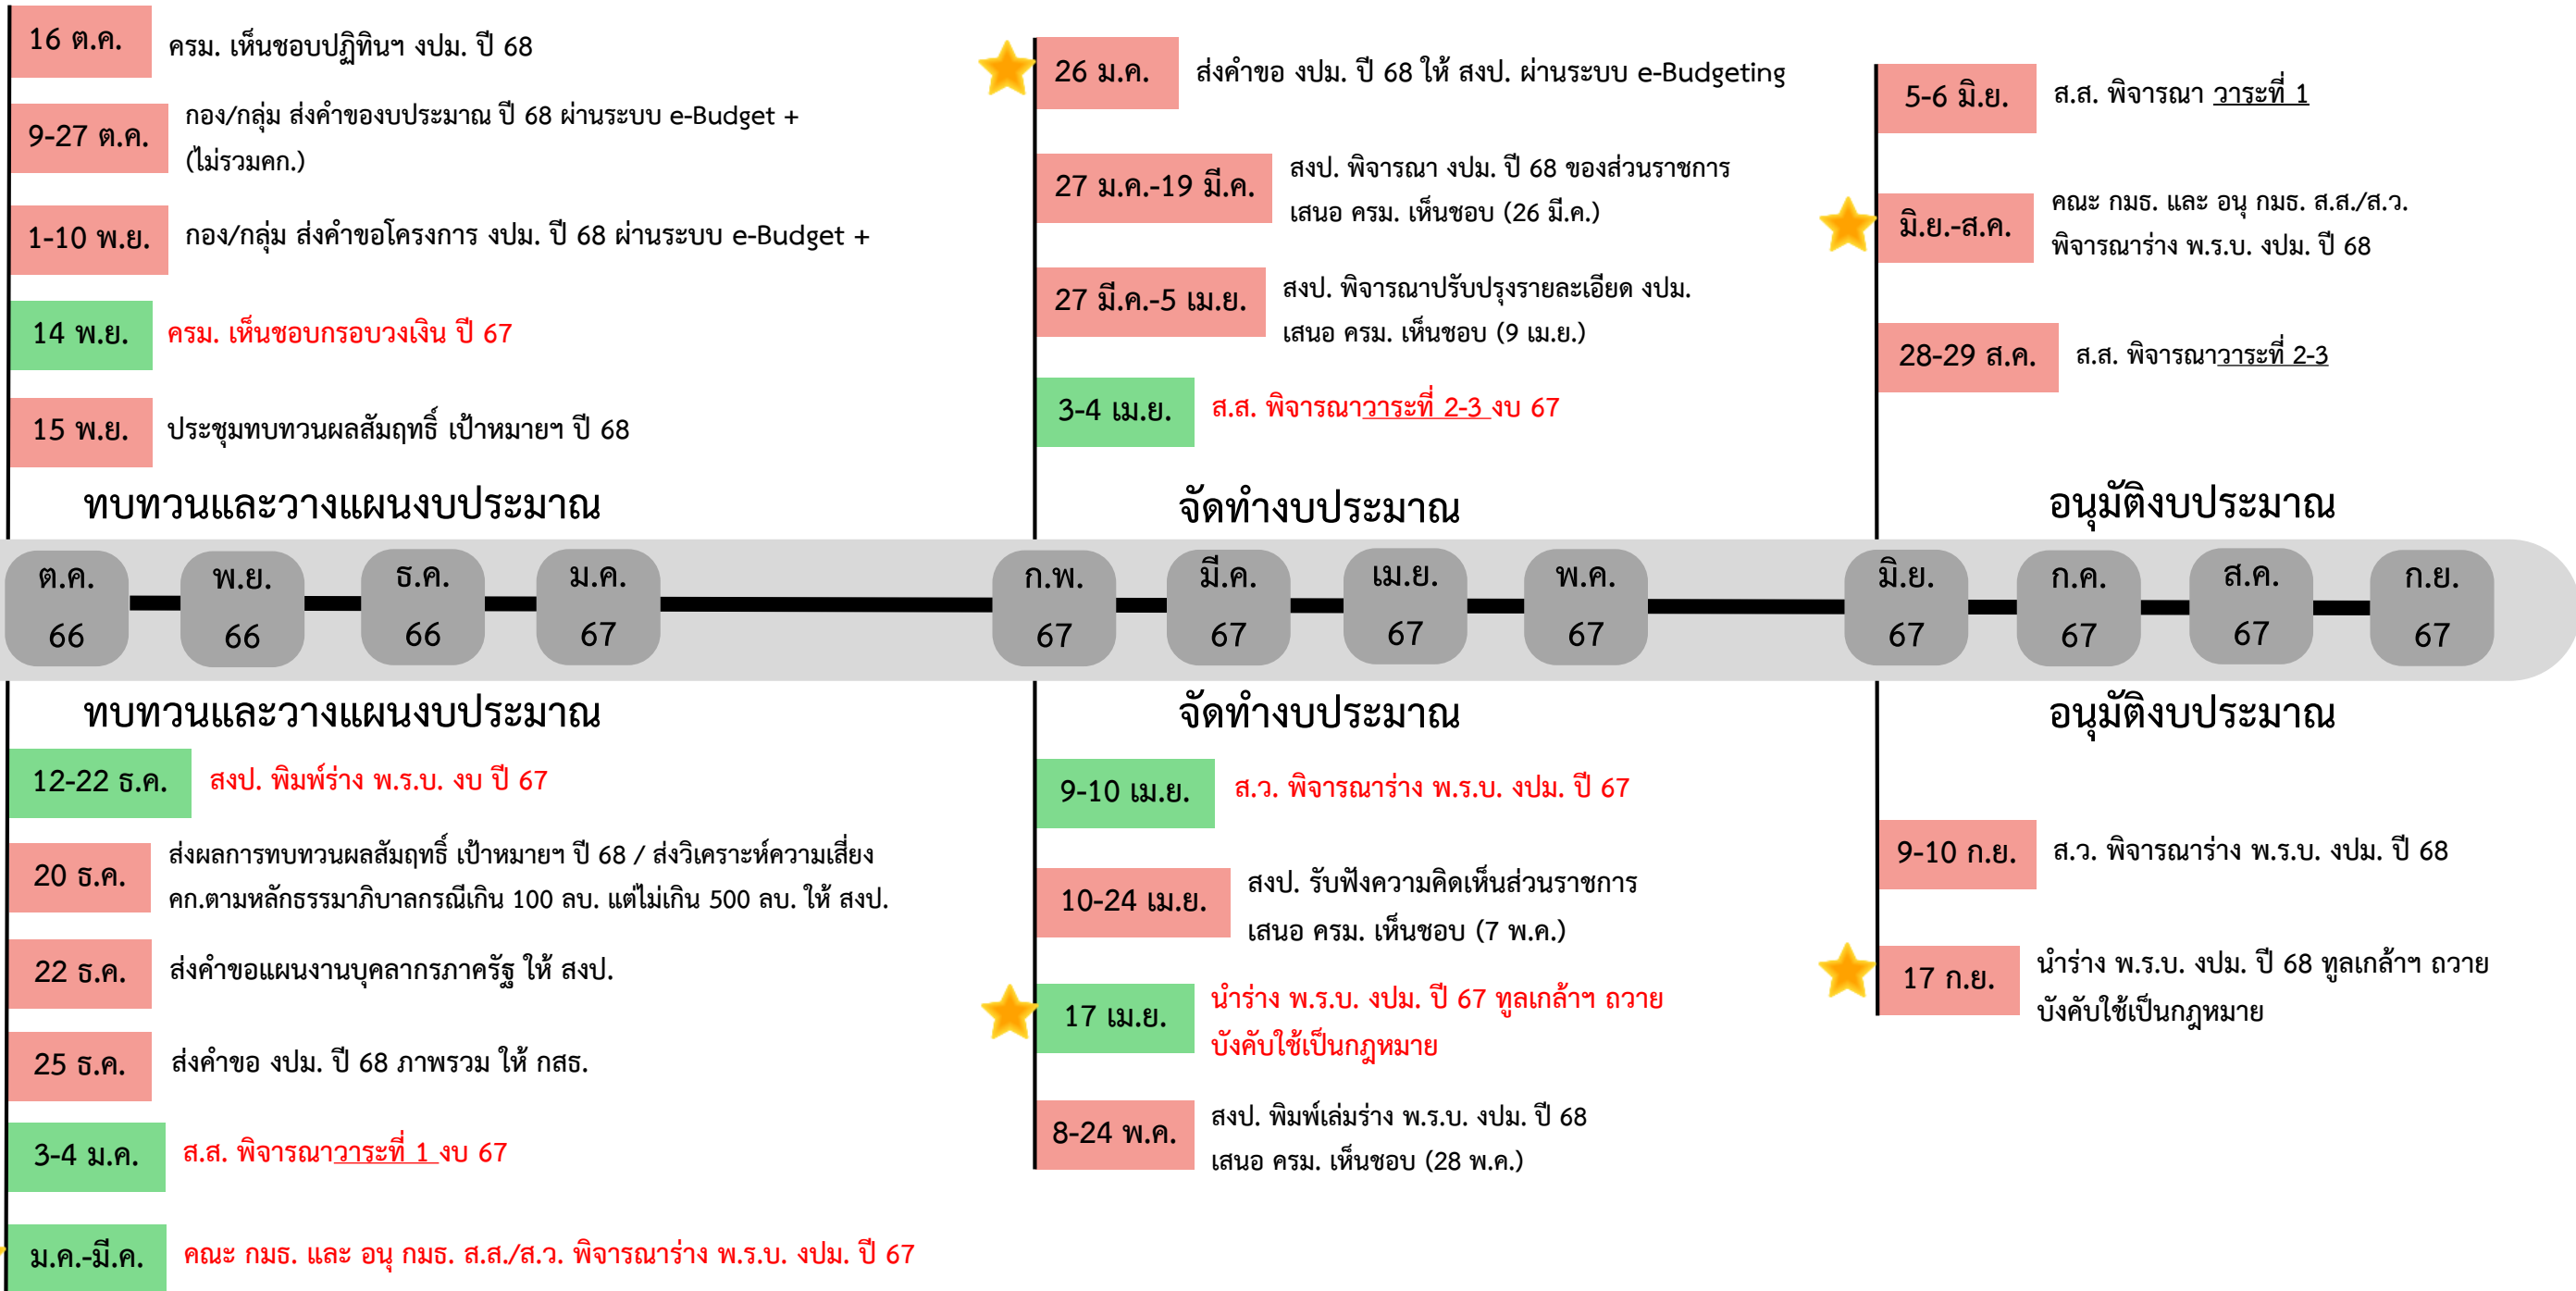 16 ต.ค.
ครม. เห็นชอบปฏิทินฯ งปม. ปี 68
9-27 ต.ค.
กอง/กลุ่ม ส่งคำของบประมาณ ปี 68 ผ่านระบบ e-Budget +
(ไม่รวมคก.)
1-10 พ.ย.
กอง/กลุ่ม ส่งคำขอโครงการ งปม. ปี 68 ผ่านระบบ e-Budget +
14 พ.ย.
ครม. เห็นชอบกรอบวงเงิน ปี 67
15 พ.ย.
ประชุมทบทวนผลสัมฤทธิ์ เป้าหมายฯ ปี 68
ทบทวนและวางแผนงบประมาณ
26 ม.ค.
ส่งคำขอ งปม. ปี 68 ให้ สงป. ผ่านระบบ e-Budgeting
27 ม.ค.-19 มี.ค.
สงป. พิจารณา งปม. ปี 68 ของส่วนราชการ
เสนอ ครม. เห็นชอบ (26 มี.ค.)
27 มี.ค.-5 เม.ย.
สงป. พิจารณาปรับปรุงรายละเอียด งปม.
เสนอ ครม. เห็นชอบ (9 เม.ย.)
3-4 เม.ย.
ส.ส. พิจารณาวาระที่ 2-3 งบ 67
จัดทำงบประมาณ
5-6 มิ.ย.
ส.ส. พิจารณา วาระที่ 1
มิ.ย.-ส.ค.
คณะ กมธ. และ อนุ กมธ. ส.ส./ส.ว.
พิจารณาร่าง พ.ร.บ. งปม. ปี 68
28-29 ส.ค.
ส.ส. พิจารณาวาระที่ 2-3
อนุมัติงบประมาณ
ต.ค.
66
พ.ย.
66
ธ.ค.
66
ม.ค.
67
ก.พ.
67
มี.ค.
67
เม.ย.
67
พ.ค.
67
มิ.ย.
67
ก.ค.
67
ส.ค.
67
ก.ย.
67
ทบทวนและวางแผนงบประมาณ
12-22 ธ.ค.
สงป. พิมพ์ร่าง พ.ร.บ. งบ ปี 67
20 ธ.ค.
ส่งผลการทบทวนผลสัมฤทธิ์ เป้าหมายฯ ปี 68 / ส่งวิเคราะห์ความเสี่ยง
คก.ตามหลักธรรมาภิบาลกรณีเกิน 100 ลบ. แต่ไม่เกิน 500 ลบ. ให้ สงป.
22 ธ.ค.
ส่งคำขอแผนงานบุคลากรภาครัฐ ให้ สงป.
25 ธ.ค.
ส่งคำขอ งปม. ปี 68 ภาพรวม ให้ กสธ.
3-4 ม.ค.
ส.ส. พิจารณาวาระที่ 1 งบ 67
ม.ค.-มี.ค.
คณะ กมธ. และ อนุ กมธ. ส.ส./ส.ว. พิจารณาร่าง พ.ร.บ. งปม. ปี 67
จัดทำงบประมาณ
9-10 เม.ย.
ส.ว. พิจารณาร่าง พ.ร.บ. งปม. ปี 67
10-24 เม.ย.
สงป. รับฟังความคิดเห็นส่วนราชการ
เสนอ ครม. เห็นชอบ (7 พ.ค.)
17 เม.ย.
นำร่าง พ.ร.บ. งปม. ปี 67 ทูลเกล้าฯ ถวาย
บังคับใช้เป็นกฎหมาย
8-24 พ.ค.
สงป. พิมพ์เล่มร่าง พ.ร.บ. งปม. ปี 68
เสนอ ครม. เห็นชอบ (28 พ.ค.)
อนุมัติงบประมาณ
9-10 ก.ย.
ส.ว. พิจารณาร่าง พ.ร.บ. งปม. ปี 68
17 ก.ย.
นำร่าง พ.ร.บ. งปม. ปี 68 ทูลเกล้าฯ ถวาย
บังคับใช้เป็นกฎหมาย